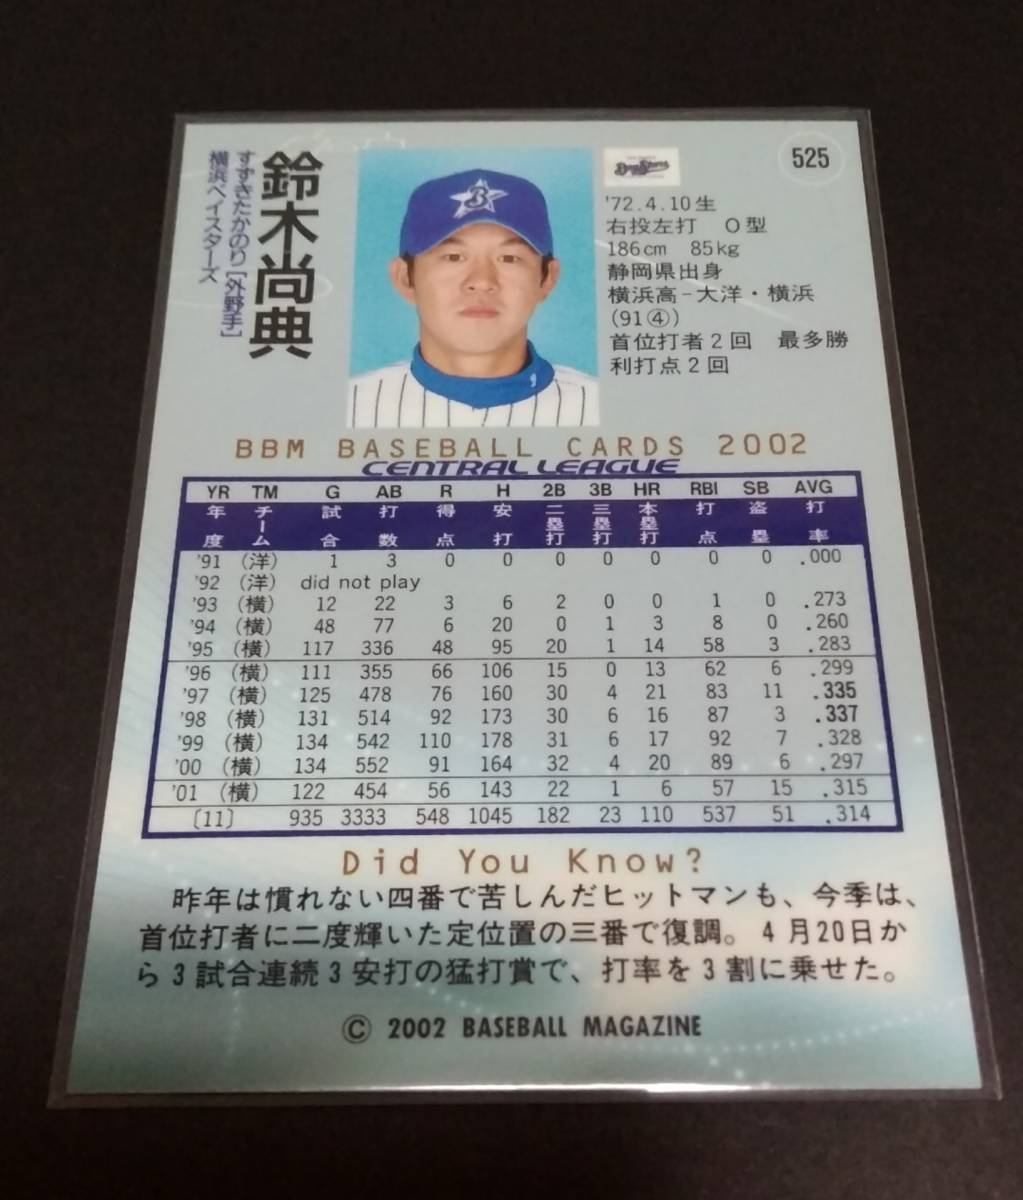 鈴木尚典
すずきたかのり[外野手]
横浜ベイスターズ
525
'72.4.10生
右投左打 O型
186cm 85kg
静岡県出身
横浜高-大洋・横浜
(91④)
首位打者2回 最多勝
利打点2回
BBM BASEBALL CARDS 2002
CENTRAL LEAGUE
YR TM G AB R H 2B 3B HR RBI SB AVG
年度 チーム 試合 打数 得点 安打 二塁打 三塁打 本塁打 打点 盗塁 打率
'91 (洋) 1 3 0 0 0 0 0 0 0 .000
'92 (洋) did not play
'93 (横) 12 22 3 6 2 0 0 1 0 .273
'94 (横) 48 77 6 20 0 1 3 8 0 .260
'95 (横) 117 336 48 95 20 1 14 58 3 .283
'96 (横) 111 355 66 106 15 0 13 62 6 .299
'97 (横) 125 478 76 160 30 4 21 83 11 .335
'98 (横) 131 514 92 173 30 6 16 87 3 .337
'99 (横) 134 542 110 178 31 6 17 92 7 .328
'00 (横) 134 552 91 164 32 4 20 89 6 .297
'01 (横) 122 454 56 143 22 1 6 57 15 .315
[11] 935 3333 548 1045 182 23 110 537 51 .314
Did You Know?
昨年は慣れない四番で苦しんだヒットマンも、今季は、
首位打者に二度輝いた定位置の三番で復調。4月20日か
ら3試合連続3安打の猛打賞で、打率を3割に乗せた。
© 2002 BASEBALL MAGAZINE